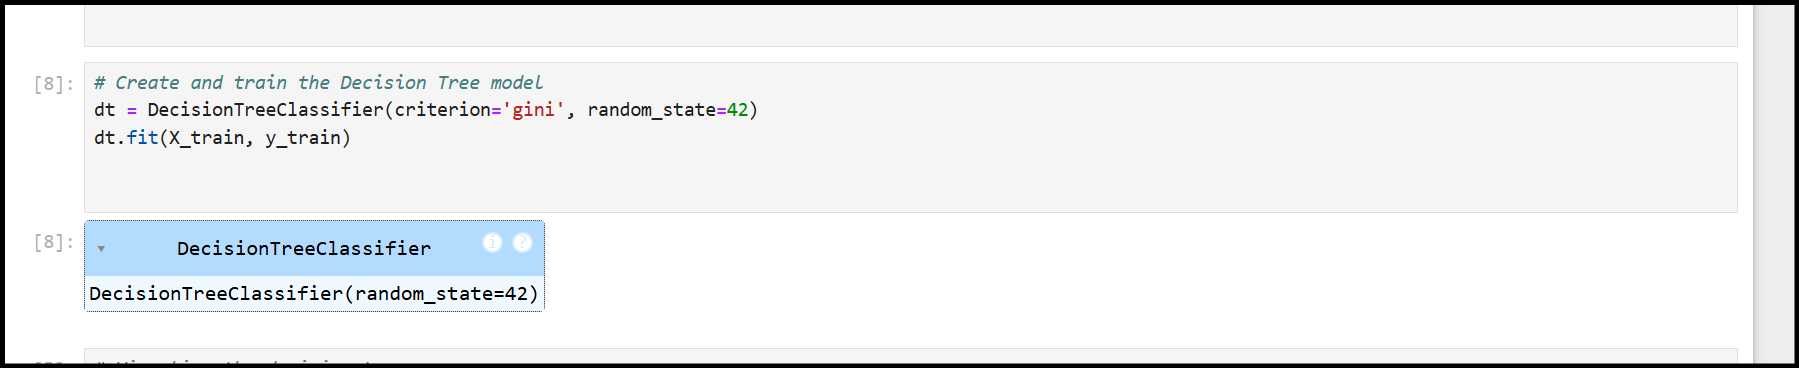 [8]:
# Create and train the Decision Tree model
dt = DecisionTreeClassifier(criterion='gini', random_state=42)
dt.fit(X_train, y_train)
[8]:
▾ DecisionTreeClassifier i ?
DecisionTreeClassifier(random_state=42)